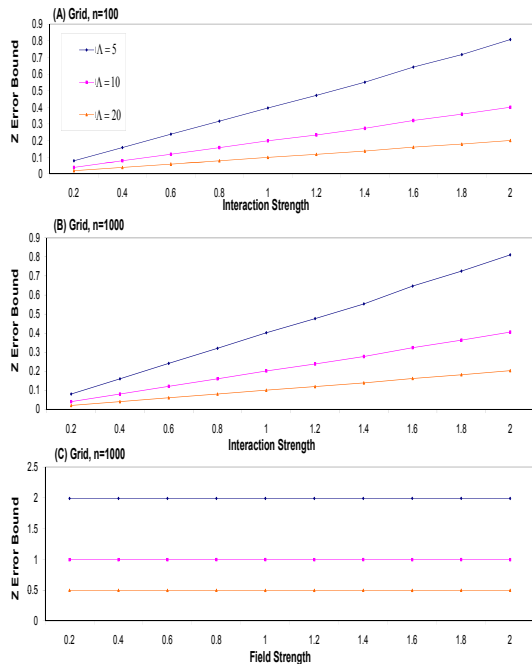 (A) Grid, n=100
0.9
0.8
0.7
0.6
0.5
0.4
0.3
0.2
0.1
0
Z Error Bound
|Λ = 5
|Λ = 10
|Λ = 20
0.2 0.4 0.6 0.8 1 1.2 1.4 1.6 1.8 2
Interaction Strength
(B) Grid, n=1000
0.9
0.8
0.7
0.6
0.5
0.4
0.3
0.2
0.1
0
Z Error Bound
0.2 0.4 0.6 0.8 1 1.2 1.4 1.6 1.8 2
Interaction Strength
(C) Grid, n=1000
2.5
2
1.5
1
0.5
0
Z Error Bound
0.2 0.4 0.6 0.8 1 1.2 1.4 1.6 1.8 2
Field Strength